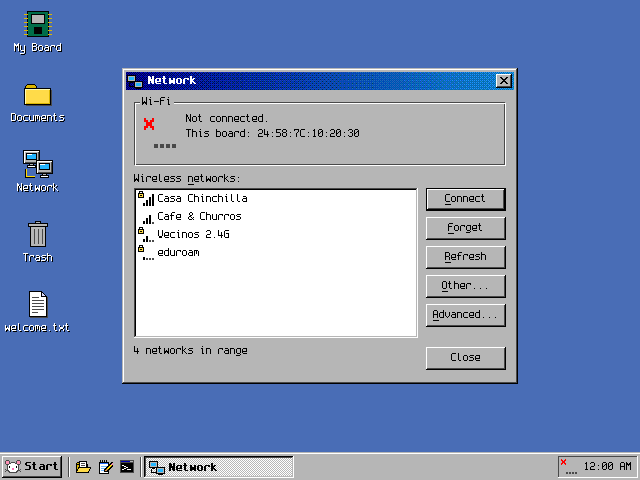 My Board
Documents
Network
Trash
welcome.txt
Network
Wi-Fi
Not connected.
This board: 24:58:7C:10:20:30
Wireless networks:
Casa Chinchilla
Cafe & Churros
Vecinos 2.4G
eduroam
Connect
Forget
Refresh
Other...
Advanced...
4 networks in range
Close
Start
Network
12:00 AM